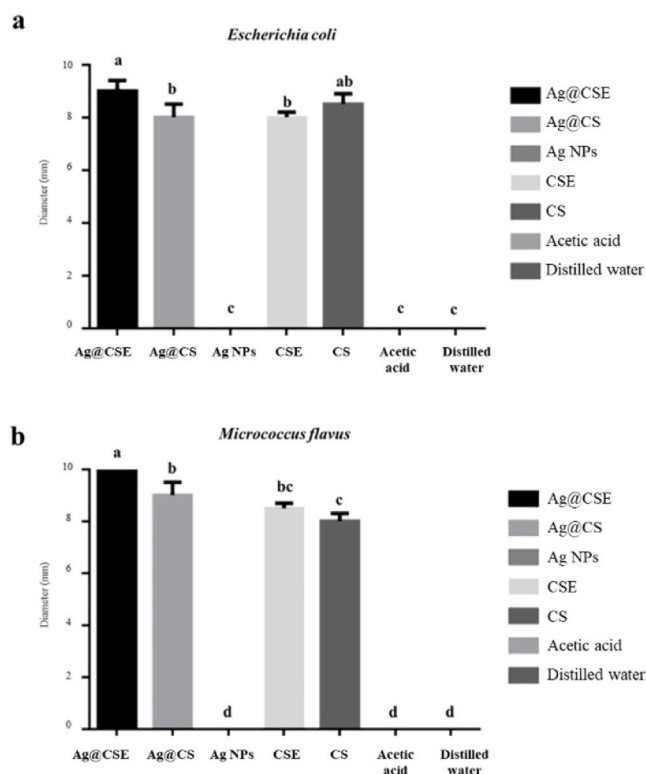 a
Escherichia coli
Diameter (mm)
10
8
6
4
2
0
a
b
c
b
ab
c
c
Ag@CSE
Ag@CS
Ag NPs
CSE
CS
Acetic
acid
Distilled
water
Ag@CSE
Ag@CS
Ag NPs
CSE
CS
Acetic acid
Distilled water
b
Micrococcus flavus
Diameter (mm)
10
8
6
4
2
0
a
b
d
bc
c
d
d
Ag@CSE
Ag@CS
Ag NPs
CSE
CS
Acetic
acid
Distilled
water
Ag@CSE
Ag@CS
Ag NPs
CSE
CS
Acetic acid
Distilled water